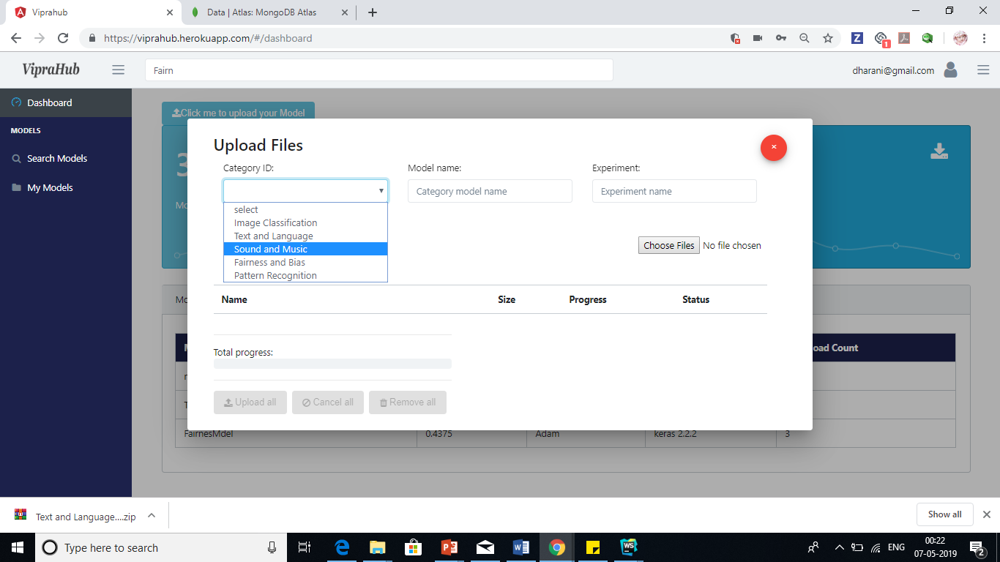 Viprahub
Data | Atlas: MongoDB Atlas
https://viprahub.herokuapp.com/#/dashboard
1
VipraHub
Fairn
dharani@gmail.com
Dashboard
Click me to upload your Model
MODELS
Search Models
My Models
3
Upload Files
Category ID:
Model name:
Experiment:
Category model name
Experiment name
select
Image Classification
Text and Language
Sound and Music
Fairness and Bias
Pattern Recognition
Choose Files No file chosen
Name Size Progress Status
Total progress:
Upload all
Cancel all
Remove all
Count
FairnesMdel 0.4375 Adam keras 2.2.2 3
Text and Language....zip
Show all
Type here to search
ENG
00:22
07-05-2019
2